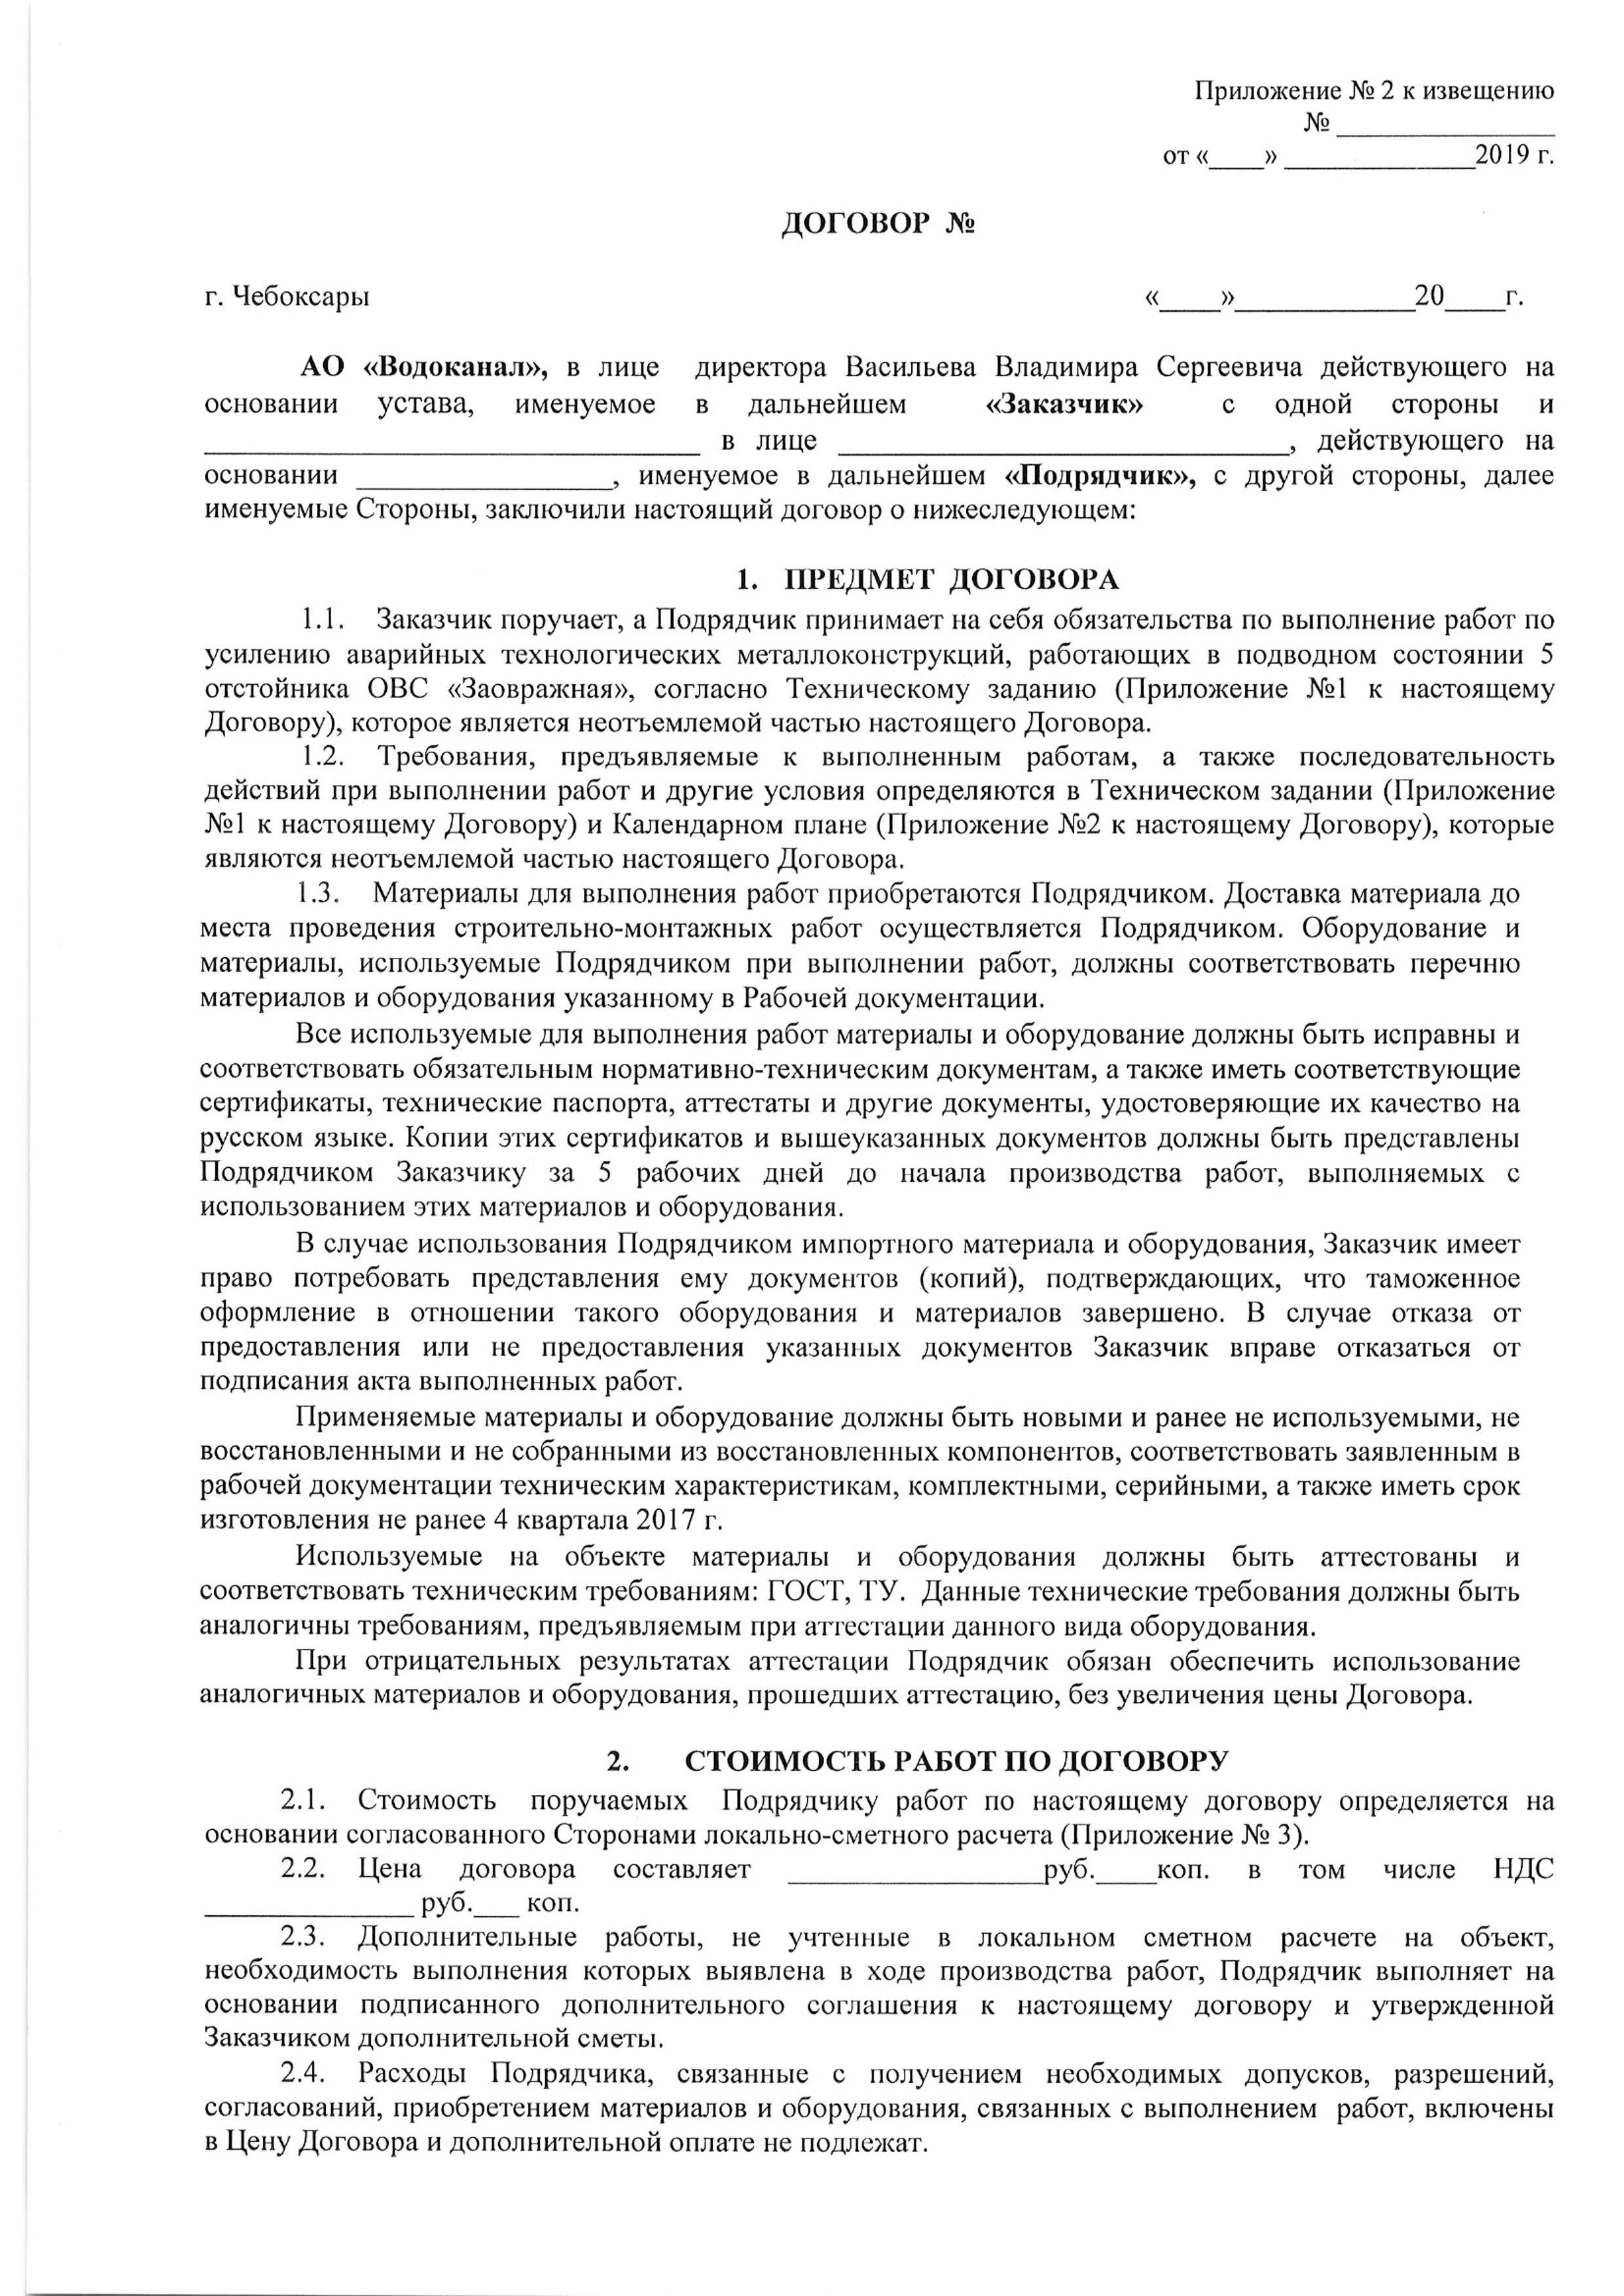 Приложение № 2 к извещению
№ ________________
от «____» ______________2019 г.
ДОГОВОР №
г. Чебоксары «____»____________20____г.
АО «Водоканал», в лице директора Васильева Владимира Сергеевича действующего на
основании устава, именуемое в дальнейшем «Заказчик» с одной стороны и
_________________________________ в лице ______________________________, действующего на
основании _________________, именуемое в дальнейшем «Подрядчик», с другой стороны, далее
именуемые Стороны, заключили настоящий договор о нижеследующем:
1. ПРЕДМЕТ ДОГОВОРА
1.1. Заказчик поручает, а Подрядчик принимает на себя обязательства по выполнение работ по
усилению аварийных технологических металлоконструкций, работающих в подводном состоянии 5
отстойника ОВС «Заовражная», согласно Техническому заданию (Приложение №1 к настоящему
Договору), которое является неотъемлемой частью настоящего Договора.
1.2. Требования, предъявляемые к выполненным работам, а также последовательность
действий при выполнении работ и другие условия определяются в Техническом задании (Приложение
№1 к настоящему Договору) и Календарном плане (Приложение №2 к настоящему Договору), которые
являются неотъемлемой частью настоящего Договора.
1.3. Материалы для выполнения работ приобретаются Подрядчиком. Доставка материала до
места проведения строительно-монтажных работ осуществляется Подрядчиком. Оборудование и
материалы, используемые Подрядчиком при выполнении работ, должны соответствовать перечню
материалов и оборудования указанному в Рабочей документации.
Все используемые для выполнения работ материалы и оборудование должны быть исправны и
соответствовать обязательным нормативно-техническим документам, а также иметь соответствующие
сертификаты, технические паспорта, аттестаты и другие документы, удостоверяющие их качество на
русском языке. Копии этих сертификатов и вышеуказанных документов должны быть представлены
Подрядчиком Заказчику за 5 рабочих дней до начала производства работ, выполняемых с
использованием этих материалов и оборудования.
В случае использования Подрядчиком импортного материала и оборудования, Заказчик имеет
право потребовать представления ему документов (копий), подтверждающих, что таможенное
оформление в отношении такого оборудования и материалов завершено. В случае отказа от
предоставления или не предоставления указанных документов Заказчик вправе отказаться от
подписания акта выполненных работ.
Применяемые материалы и оборудование должны быть новыми и ранее не используемыми, не
восстановленными и не собранными из восстановленных компонентов, соответствовать заявленным в
рабочей документации техническим характеристикам, комплектными, серийными, а также иметь срок
изготовления не ранее 4 квартала 2017 г.
Используемые на объекте материалы и оборудования должны быть аттестованы и
соответствовать техническим требованиям: ГОСТ, ТУ. Данные технические требования должны быть
аналогичны требованиям, предъявляемым при аттестации данного вида оборудования.
При отрицательных результатах аттестации Подрядчик обязан обеспечить использование
аналогичных материалов и оборудования, прошедших аттестацию, без увеличения цены Договора.
2. СТОИМОСТЬ РАБОТ ПО ДОГОВОРУ
2.1. Стоимость поручаемых Подрядчику работ по настоящему договору определяется на
основании согласованного Сторонами локально-сметного расчета (Приложение № 3).
2.2. Цена договора составляет _________________руб.____коп. в том числе НДС
______________ руб.___ коп.
2.3. Дополнительные работы, не учтенные в локальном сметном расчете на объект,
необходимость выполнения которых выявлена в ходе производства работ, Подрядчик выполняет на
основании подписанного дополнительного соглашения к настоящему договору и утвержденной
Заказчиком дополнительной сметы.
2.4. Расходы Подрядчика, связанные с получением необходимых допусков, разрешений,
согласований, приобретением материалов и оборудования, связанных с выполнением работ, включены
в Цену Договора и дополнительной оплате не подлежат.